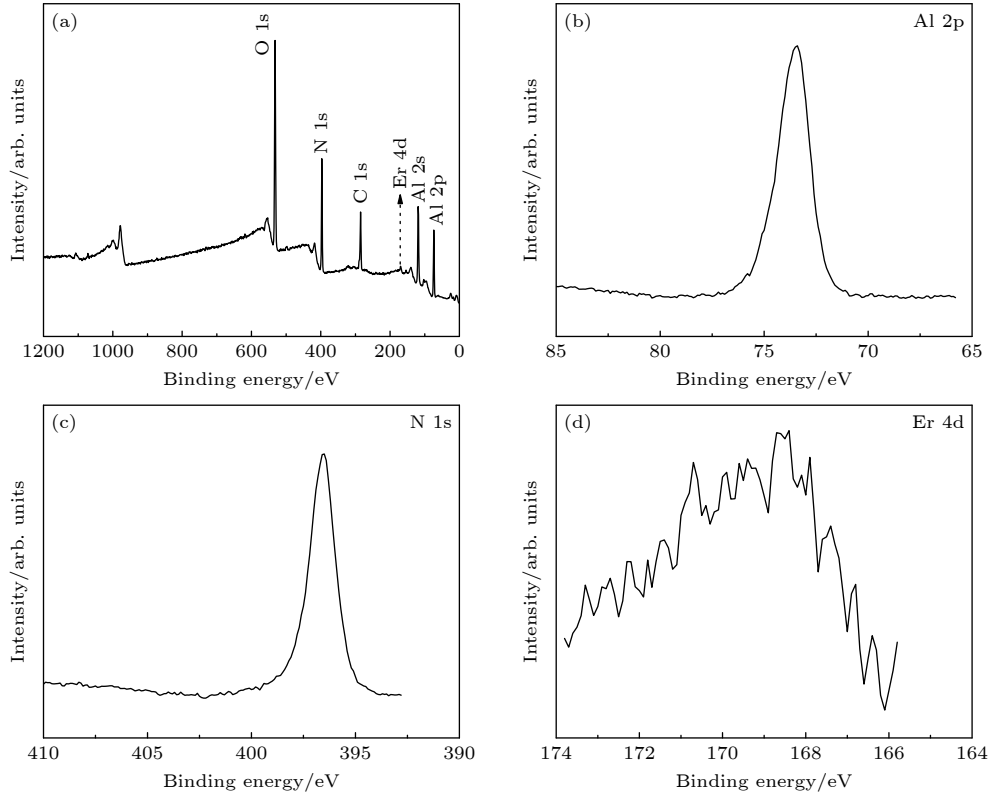 (a)
O 1s
N 1s
C 1s
Er 4d
Al 2s
Al 2p
Intensity/arb. units
1200 1000 800 600 400 200 0
Binding energy/eV
(b) Al 2p
Intensity/arb. units
85 80 75 70 65
Binding energy/eV
(c) N 1s
Intensity/arb. units
410 405 400 395 390
Binding energy/eV
(d) Er 4d
Intensity/arb. units
174 172 170 168 166 164
Binding energy/eV